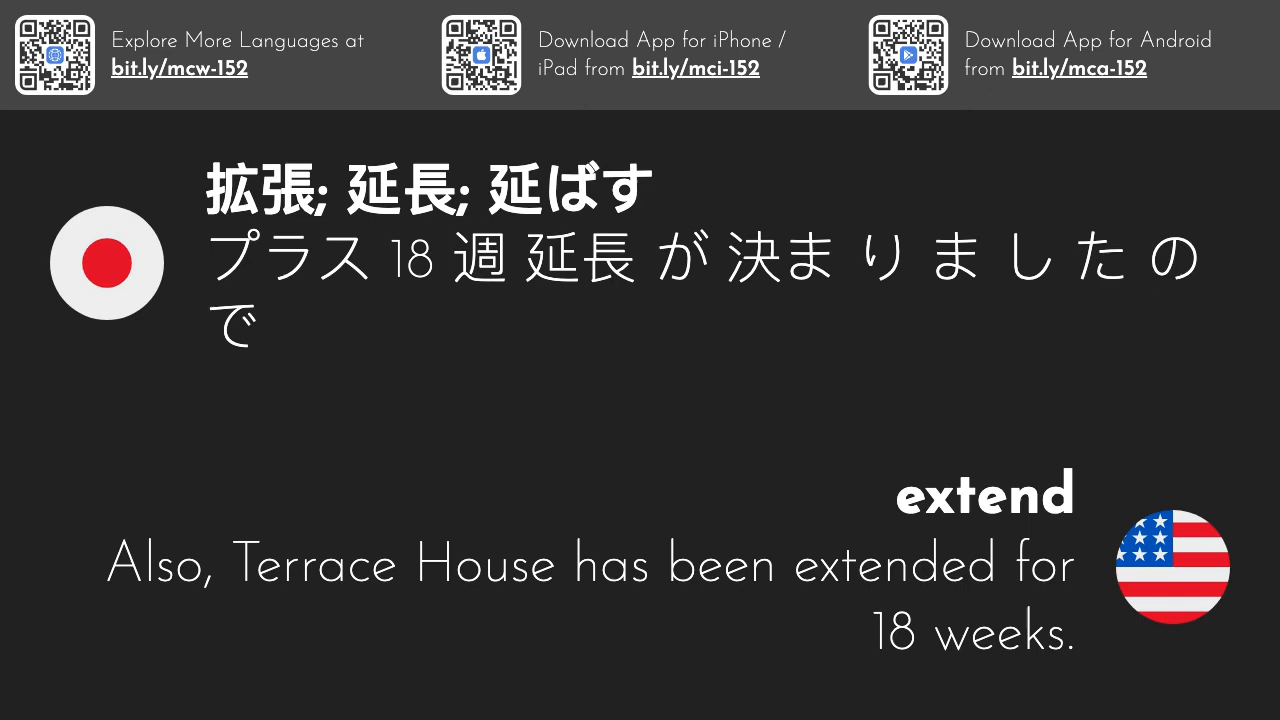 Explore More Languages at
bit.ly/mcw-152
Download App for iPhone /
iPad from bit.ly/mci-152
Download App for Android
from bit.ly/mca-152
拡張; 延長; 延ばす
プラス 18 週 延長 が 決ま り ま し た の
で
extend
Also, Terrace House has been extended for
18 weeks.